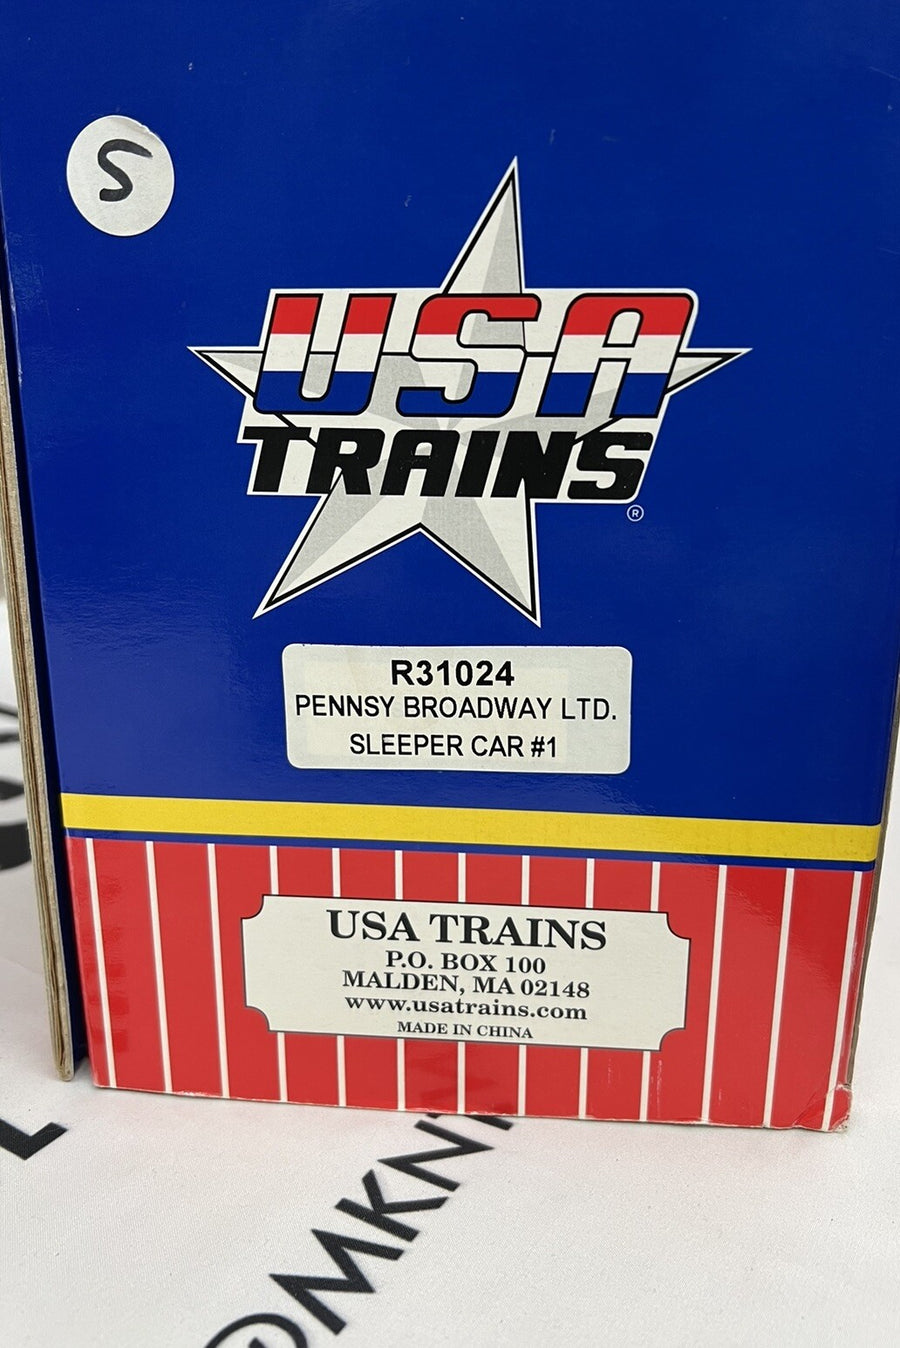 S
USA
TRAINS
®
R31024
PENNSY BROADWAY LTD.
SLEEPER CAR #1
USA TRAINS
P.O. BOX 100
MALDEN, MA 02148
www.usatrains.com
MADE IN CHINA
@MKNT